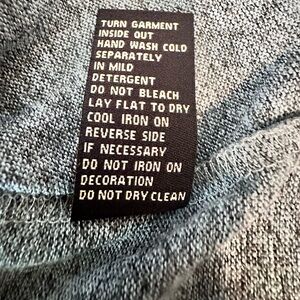 TURN GARMENT
INSIDE OUT
HAND WASH COLD
SEPARATELY
IN MILD
DETERGENT
DO NOT BLEACH
LAY FLAT TO DRY
COOL IRON ON
REVERSE SIDE
IF NECESSARY
DO NOT IRON ON
DECORATION
DO NOT DRY CLEAN